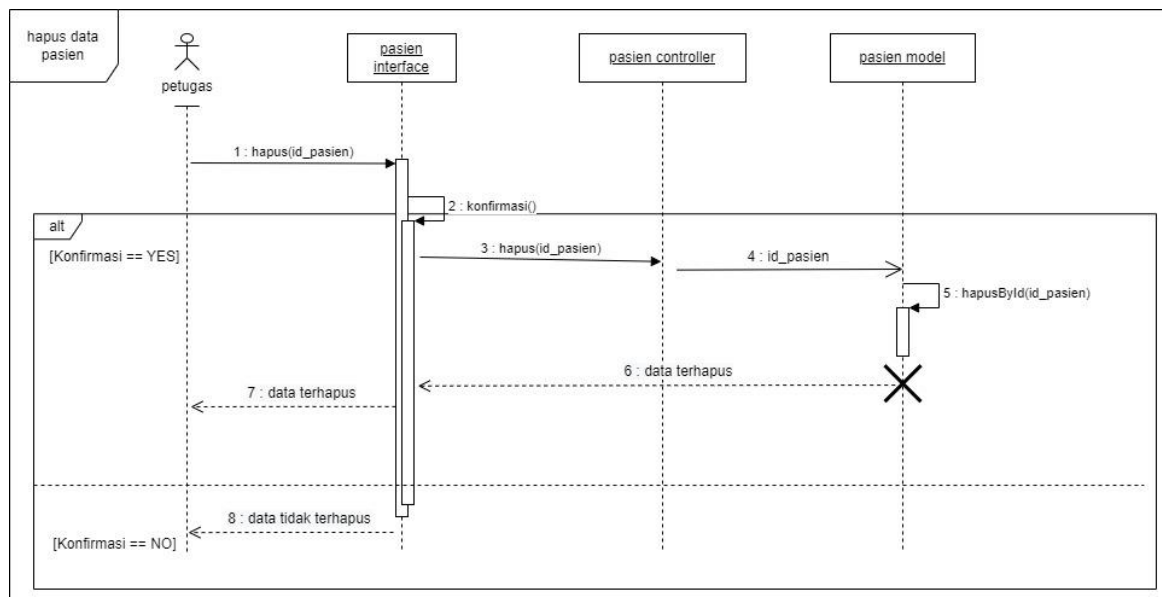 hapus data
pasien
petugas
pasien
interface
pasien controller
pasien model
1 : hapus(id_pasien)
2 : konfirmasi()
alt
[Konfirmasi == YES]
3 : hapus(id_pasien)
4 : id_pasien
5 : hapusById(id_pasien)
6 : data terhapus
7 : data terhapus
8 : data tidak terhapus
[Konfirmasi == NO]